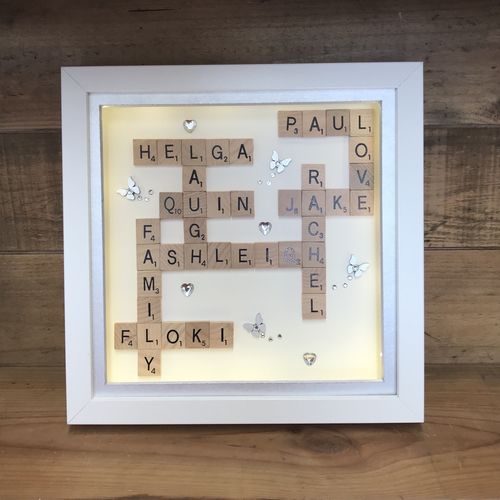 PAUL
LOVE
HELGA
LAUGH
RACHEL
QUIN
JAKE
FAMILY
ASHLEIGH
FLOKI